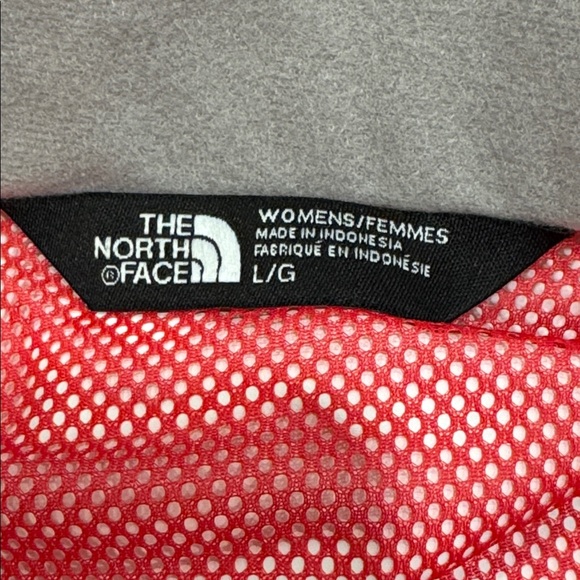 THE
NORTH
®FACE
WOMENS/FEMMES
MADE IN INDONESIA
FABRIQUÉ EN INDONÉSIE
L/G